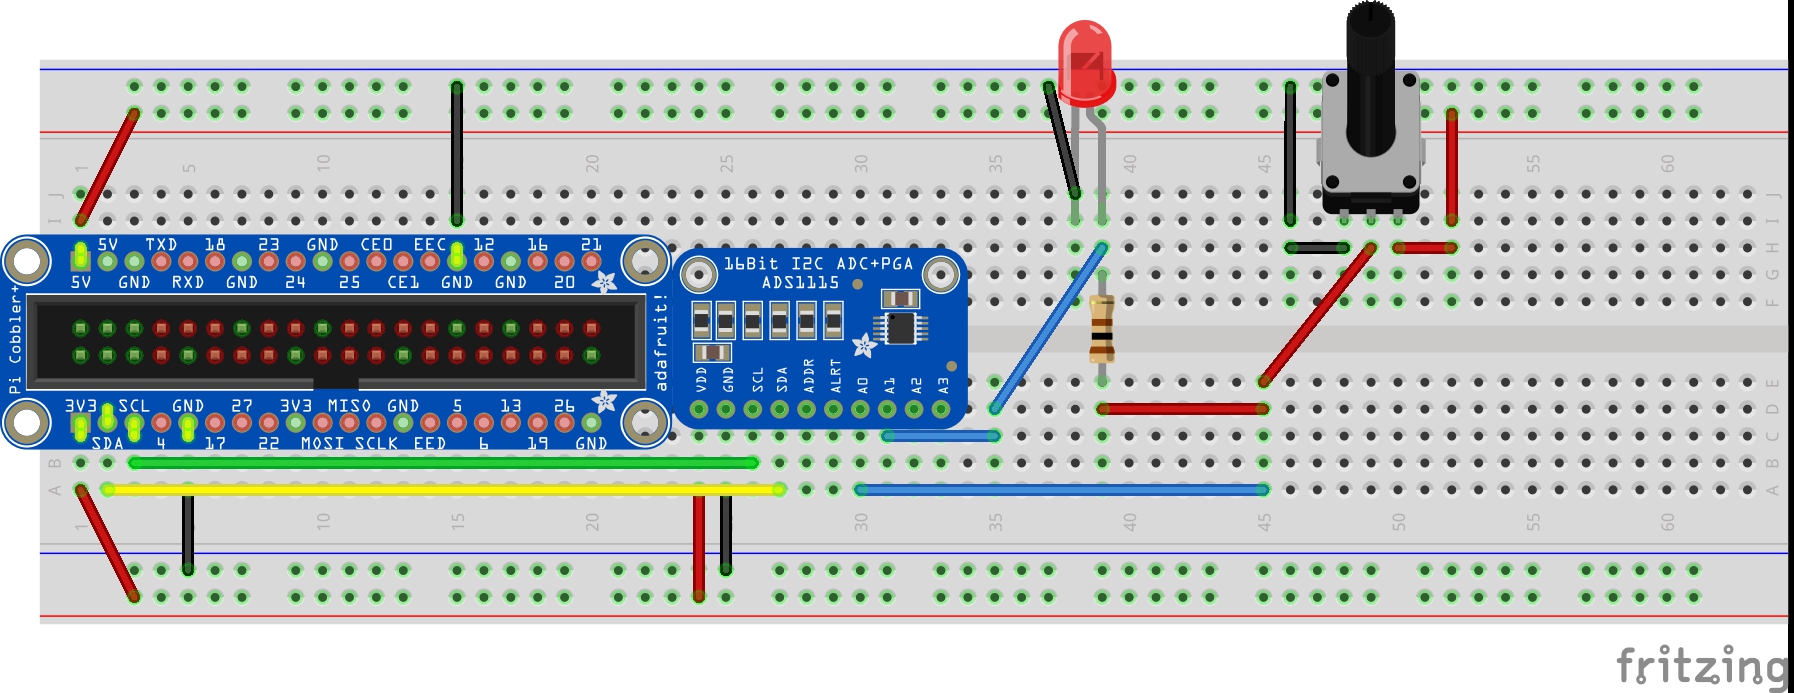 1 5 10 15 20 25 30 35 40 45 50 55 60
J J
I I
5V TXD 18 23 GND CE0 EEC 12 16 21
5V GND RXD GND 24 25 CE1 GND GND 20
H
G
F
16Bit I2C ADC+PGA
ADS1115
Pi Cobbler+
adafruit!
VDD GND SCL SDA ADDR ALRT A0 A1 A2 A3
3V3 SCL GND 27 3V3 MISO GND 5 13 26
SDA 4 17 22 MOSI SCLK EED 6 19 GND
E
D
C
B B
A A
1 5 10 15 20 30 35 40 45 50 55 60
fritzing